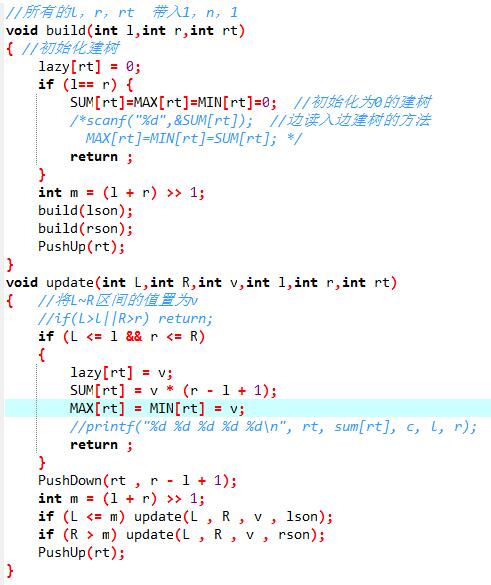 //所有的l，r，rt  带入1，n，1
void build(int l,int r,int rt)
{ //初始化建树
    lazy[rt] = 0;
    if (l== r) {
        SUM[rt]=MAX[rt]=MIN[rt]=0;  //初始化为0的建树
        /*scanf("%d",&SUM[rt]);  //边读入边建树的方法
          MAX[rt]=MIN[rt]=SUM[rt]; */
        return ;
    }
    int m = (l + r) >> 1;
    build(lson);
    build(rson);
    PushUp(rt);
}
void update(int L,int R,int v,int l,int r,int rt)
{   //将L~R区间的值置为v
    //if(L>l||R>r) return;
    if (L <= l && r <= R)
    {
        lazy[rt] = v;
        SUM[rt] = v * (r - l + 1);
        MAX[rt] = MIN[rt] = v;
        //printf("%d %d %d %d %d\n", rt, sum[rt], c, l, r);
        return ;
    }
    PushDown(rt , r - l + 1);
    int m = (l + r) >> 1;
    if (L <= m) update(L , R , v , lson);
    if (R > m) update(L , R , v , rson);
    PushUp(rt);
}